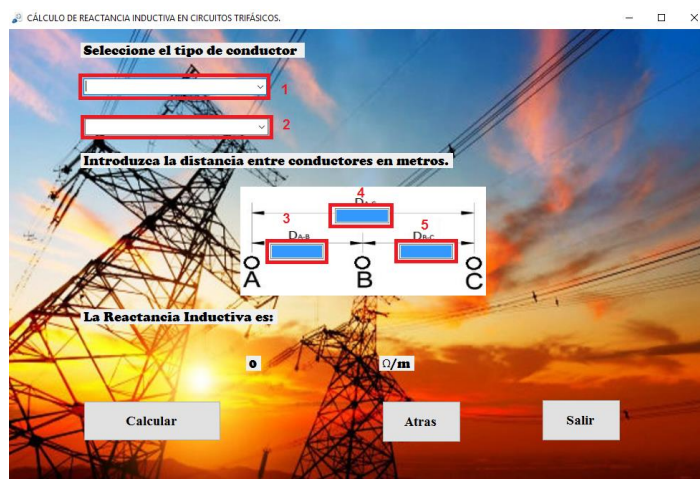 CÁLCULO DE REACTANCIA INDUCTIVA EN CIRCUITOS TRIFÁSICOS.
Seleccione el tipo de conductor
1
2
Introduzca la distancia entre conductores en metros.
4
3
5
DA-B
DB-C
A
B
C
La Reactancia Inductiva es:
0
Ω/m
Calcular
Atras
Salir